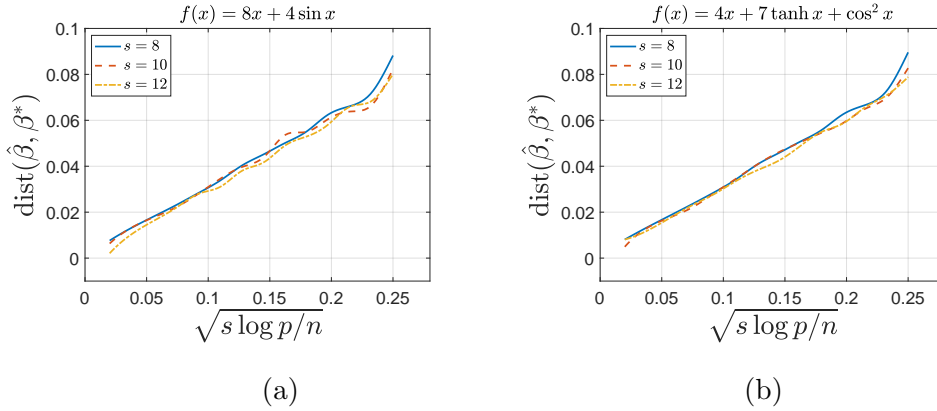 f(x) = 8x + 4 sin x
s = 8
s = 10
s = 12
0.1
0.08
0.06
0.04
0.02
0
dist(β̂, β*)
0 0.05 0.1 0.15 0.2 0.25
√s log p/n
(a)
f(x) = 4x + 7 tanh x + cos² x
s = 8
s = 10
s = 12
0.1
0.08
0.06
0.04
0.02
0
dist(β̂, β*)
0 0.05 0.1 0.15 0.2 0.25
√s log p/n
(b)